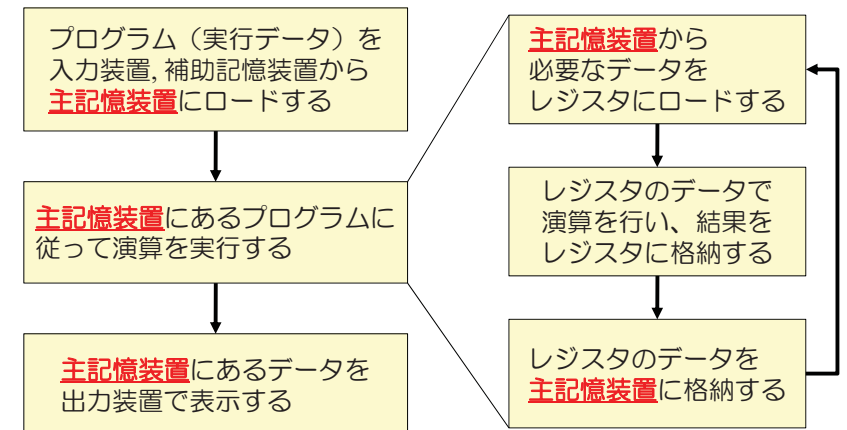 プログラム（実行データ）を
入力装置, 補助記憶装置から
主記憶装置にロードする
主記憶装置にあるプログラムに
従って演算を実行する
主記憶装置にあるデータを
出力装置で表示する
主記憶装置から
必要なデータを
レジスタにロードする
レジスタのデータで
演算を行い、結果を
レジスタに格納する
レジスタのデータを
主記憶装置に格納する